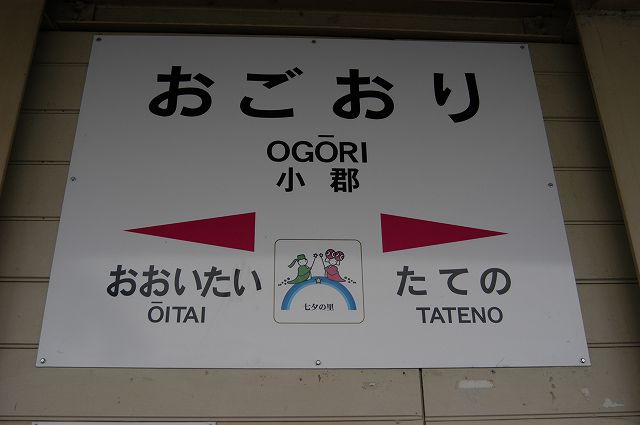 おごおり
OGŌRI
小郡
おおいたい
ŌITAI
たての
TATENO
七夕の里